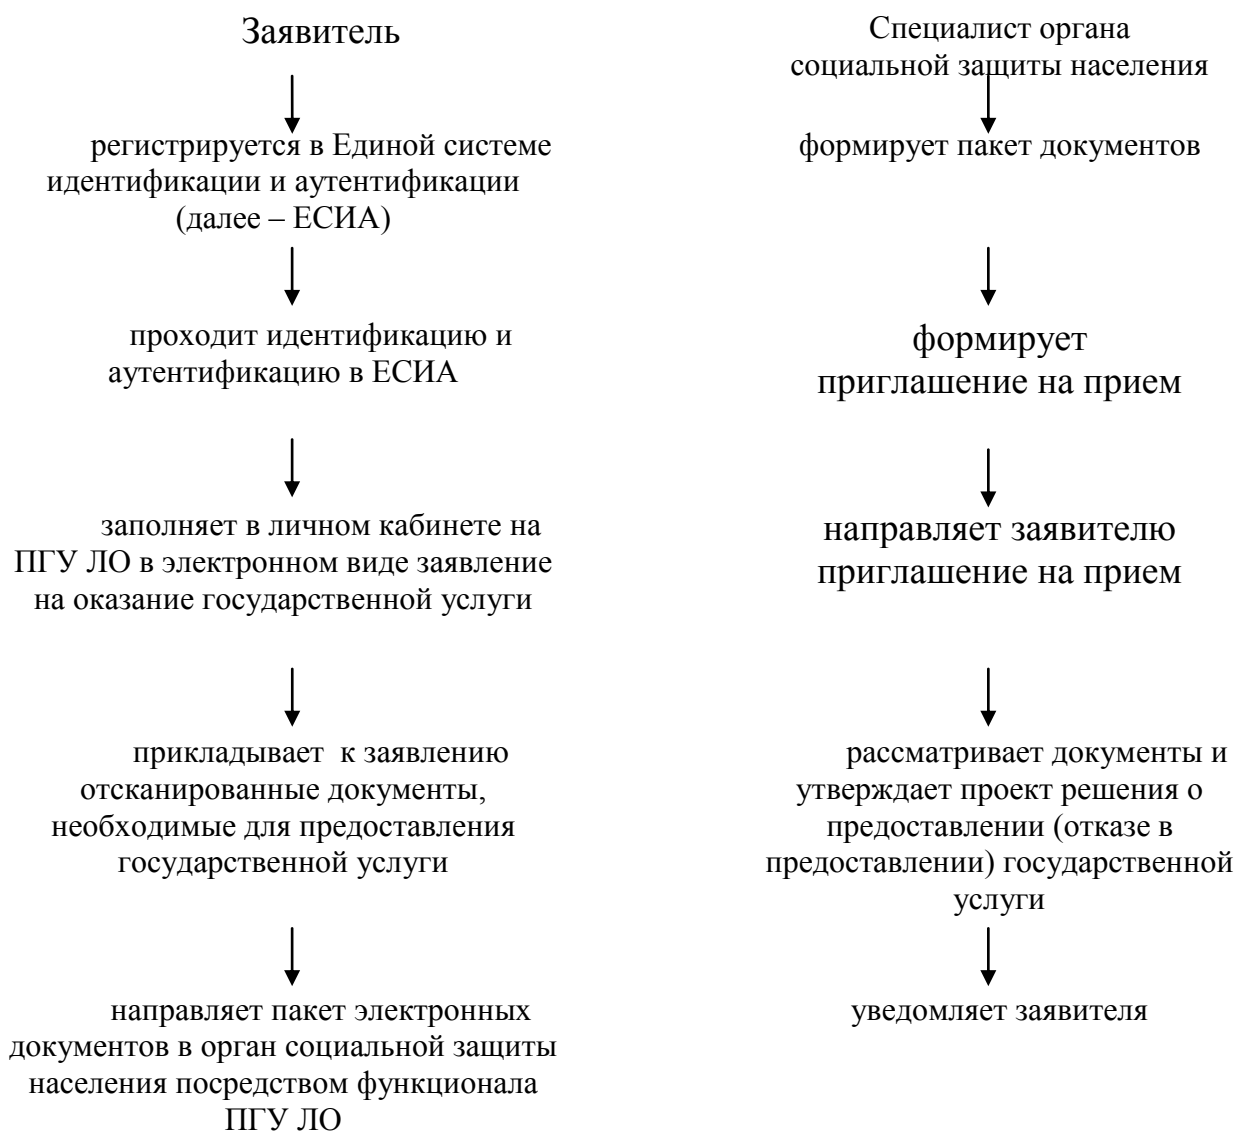 Заявитель
регистрируется в Единой системе
идентификации и аутентификации
(далее – ЕСИА)
проходит идентификацию и
аутентификацию в ЕСИА
заполняет в личном кабинете на
ПГУ ЛО в электронном виде заявление
на оказание государственной услуги
прикладывает  к заявлению
отсканированные документы,
необходимые для предоставления
государственной услуги
направляет пакет электронных
документов в орган социальной защиты
населения посредством функционала
ПГУ ЛО
Специалист органа
социальной защиты населения
формирует пакет документов
формирует
приглашение на прием
направляет заявителю
приглашение на прием
рассматривает документы и
утверждает проект решения о
предоставлении (отказе в
предоставлении) государственной
услуги
уведомляет заявителя